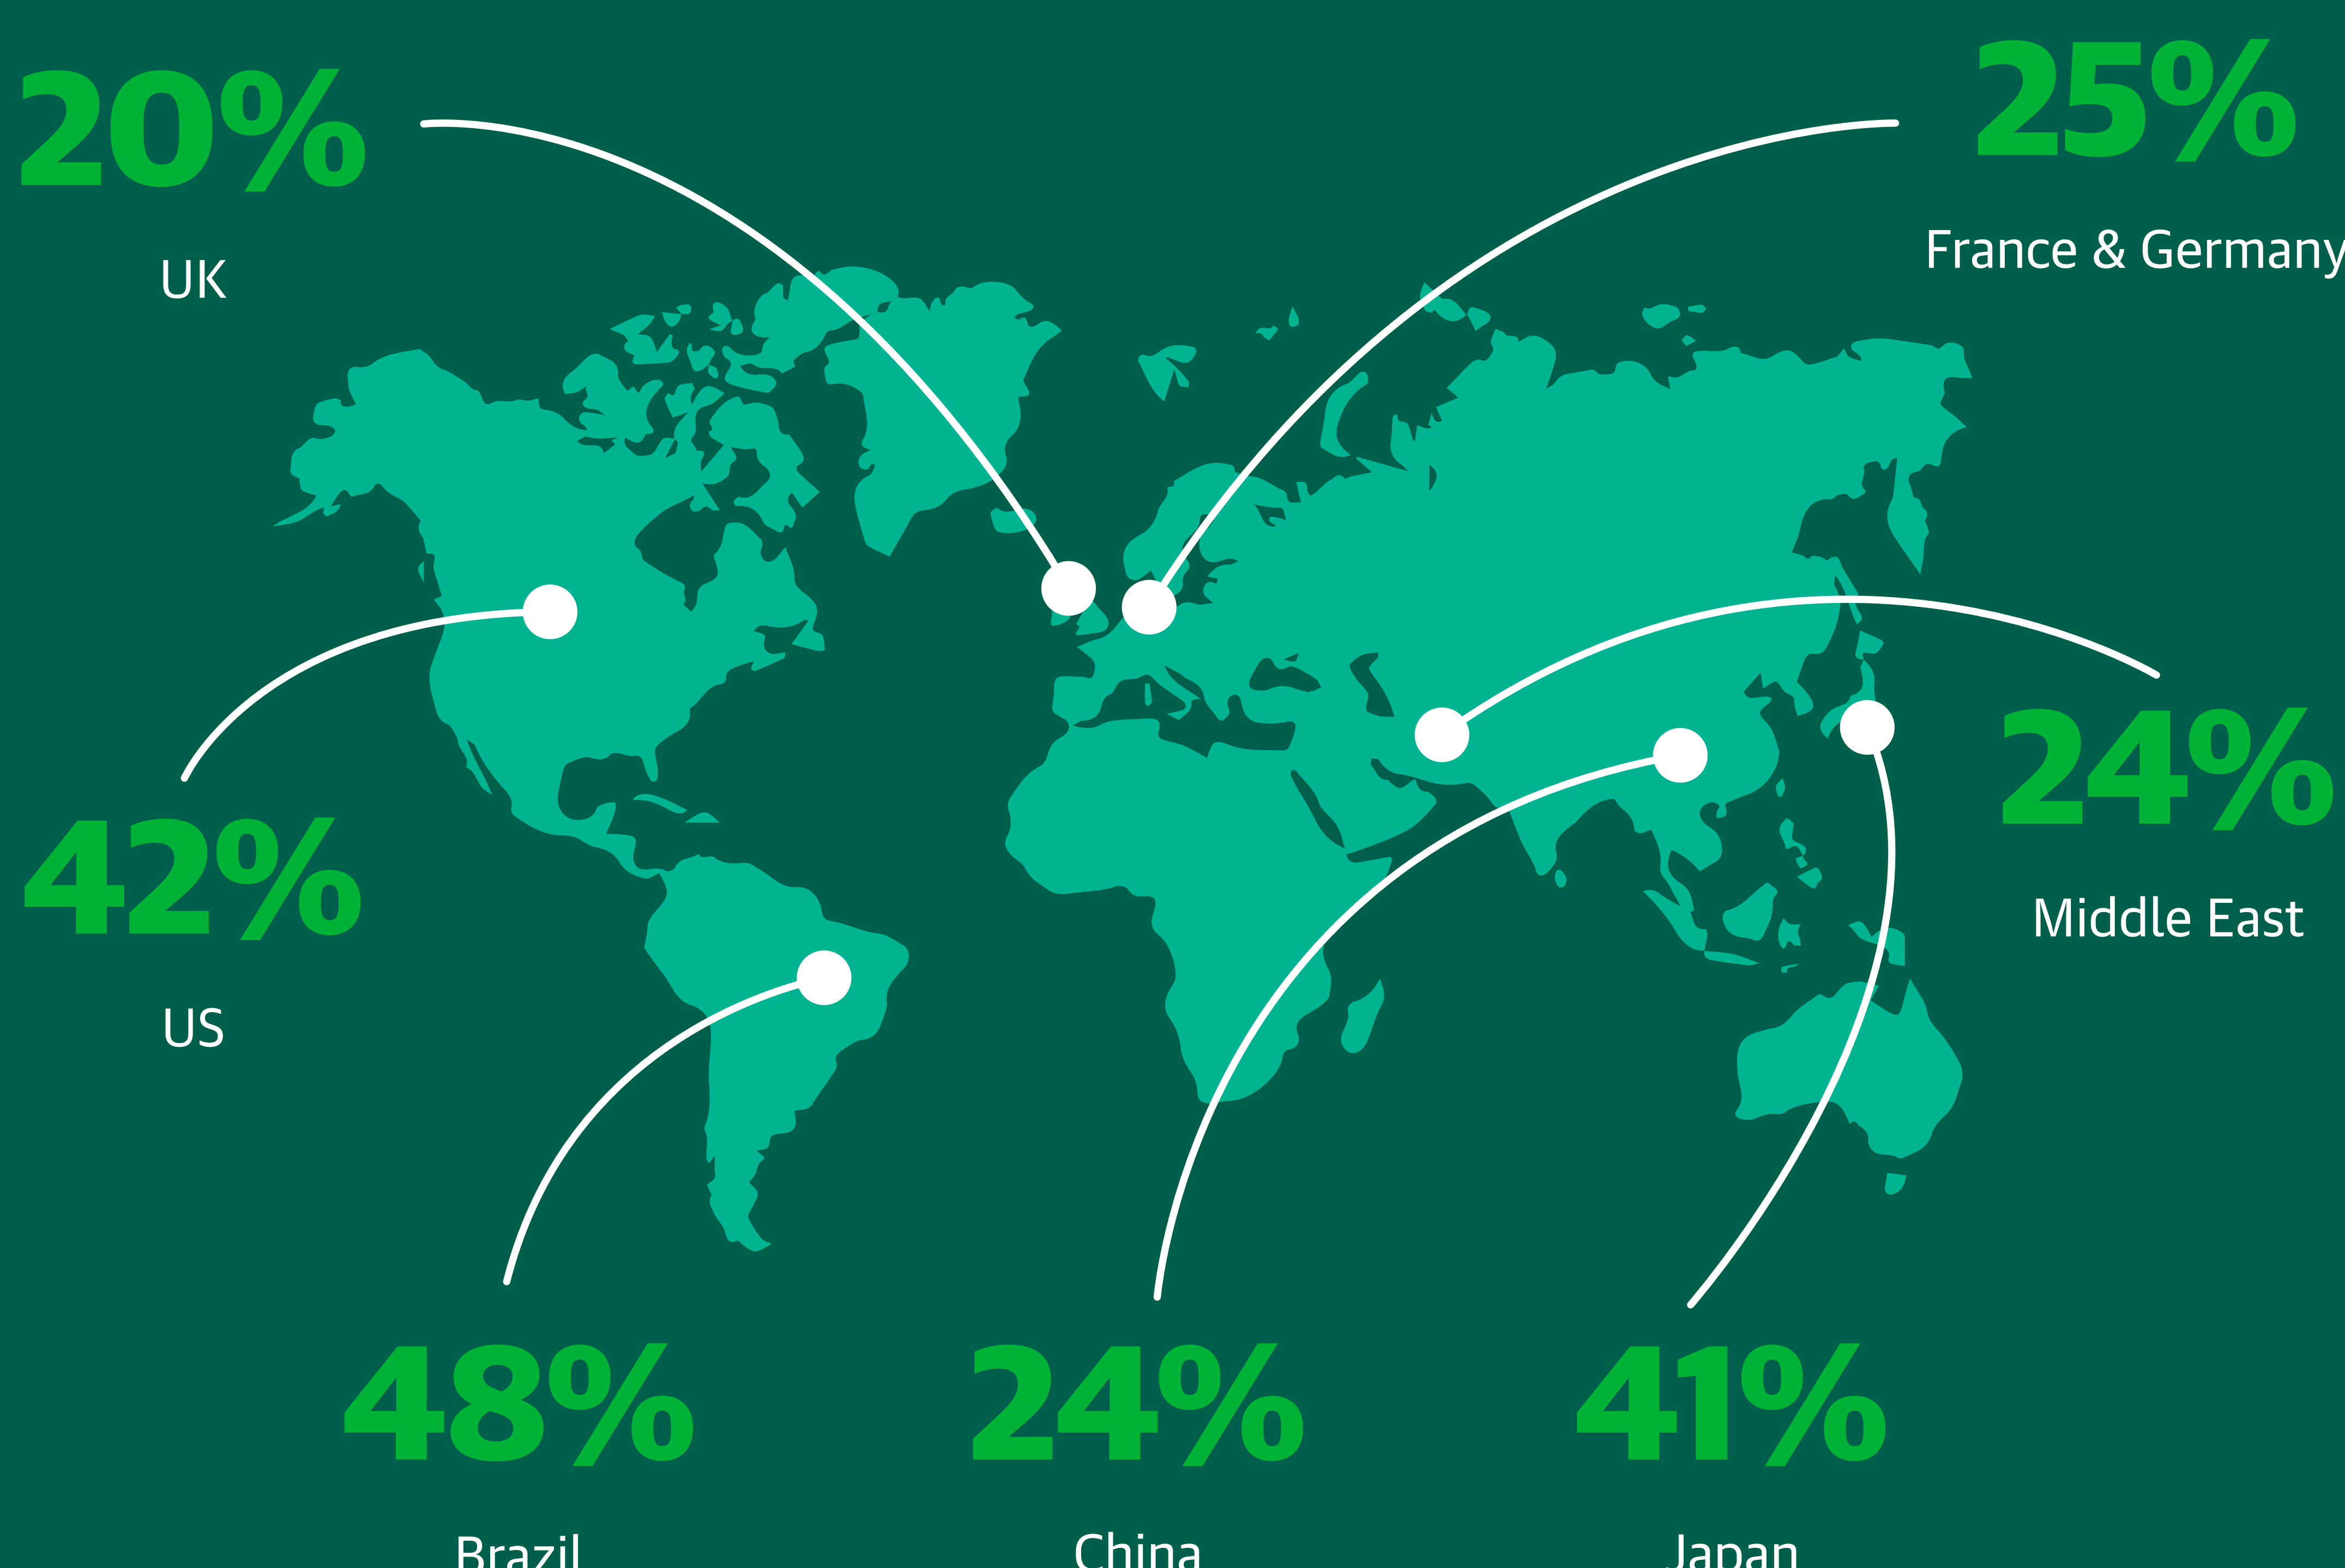 20%
UK
25%
France & Germany
42%
US
24%
Middle East
48%
Brazil
24%
China
41%
Japan